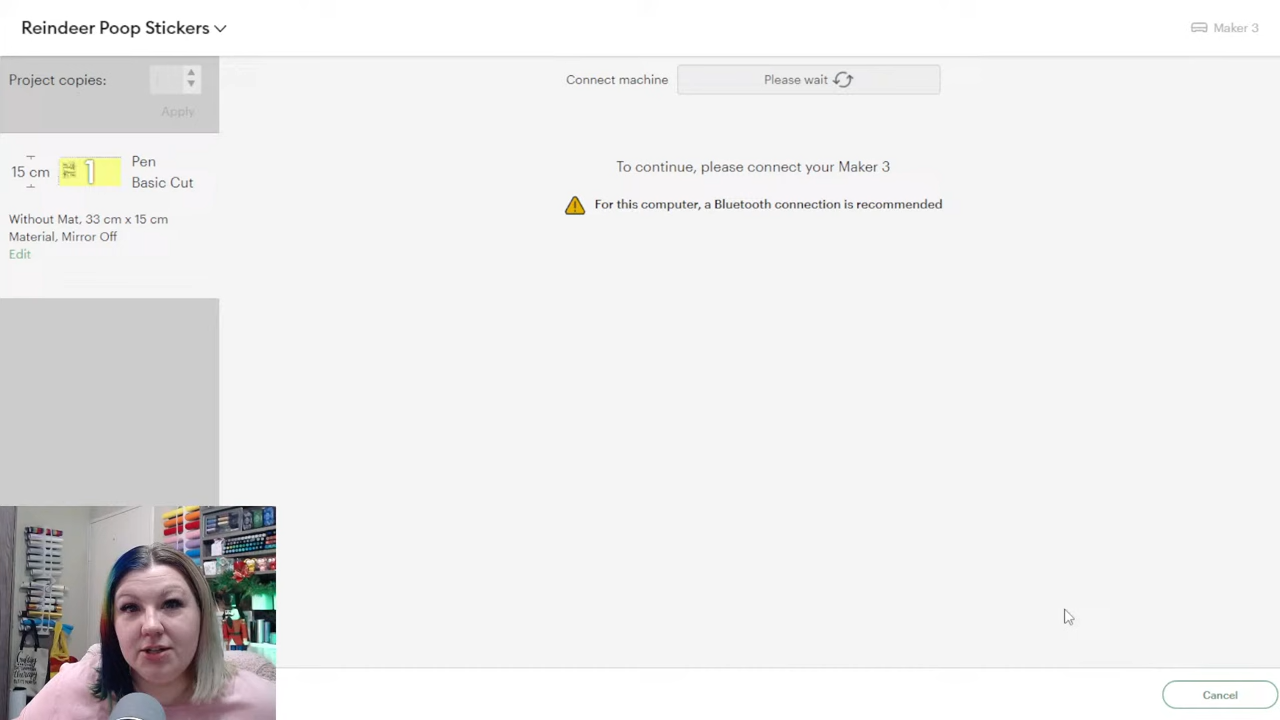 Reindeer Poop Stickers
Maker 3
Project copies:
Apply
Connect machine
Please wait
To continue, please connect your Maker 3
For this computer, a Bluetooth connection is recommended
15 cm
1
Pen
Basic Cut
Without Mat, 33 cm x 15 cm
Material, Mirror Off
Edit
Cancel